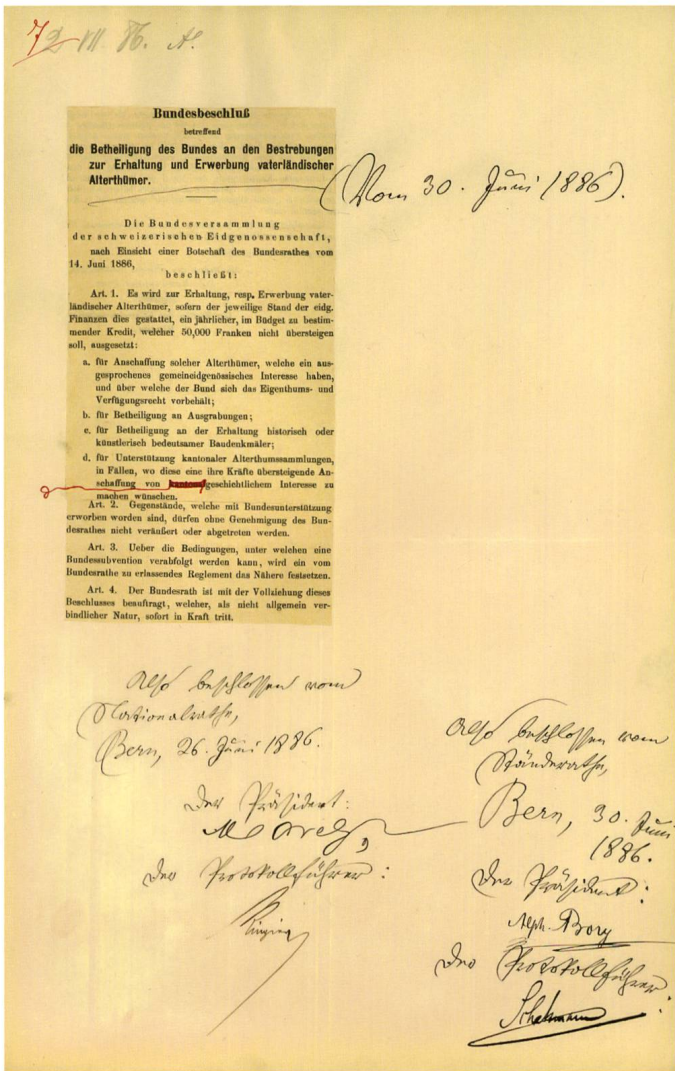 VII. 86. A.
Bundesbeschluß
betreffend
die Betheiligung des Bundes an den Bestrebungen
zur Erhaltung und Erwerbung vaterländischer
Alterthümer.
(Vom 30. Juni 1886).
Die Bundesversammlung
der schweizerischen Eidgenossenschaft,
nach Einsicht einer Botschaft des Bundesrathes vom
14. Juni 1886,
beschließt:
Art. 1. Es wird zur Erhaltung, resp. Erwerbung vater-
ländischer Alterthümer, sofern der jeweilige Stand der eidg.
Finanzen dies gestattet, ein jährlicher, im Büdget zu bestim-
mender Kredit, welcher 50,000 Franken nicht übersteigen
soll, ausgesetzt:
a. für Anschaffung solcher Alterthümer, welche ein aus-
gesprochenes gemeineidgenössisches Interesse haben,
und über welche der Bund sich das Eigenthums- und
Verfügungsrecht vorbehält;
b. für Betheiligung an Ausgrabungen;
c. für Betheiligung an der Erhaltung historisch oder
künstlerisch bedeutsamer Baudenkmäler;
d. für Unterstützung kantonaler Alterthumssammlungen,
in Fällen, wo diese eine ihre Kräfte übersteigende An-
schaffung von geschichtlichem Interesse zu
machen wünschen.
Art. 2. Gegenstände, welche mit Bundesunterstützung
erworben worden sind, dürfen ohne Genehmigung des Bun-
desrathes nicht veräußert oder abgetreten werden.
Art. 3. Ueber die Bedingungen, unter welchen eine
Bundessubvention verabfolgt werden kann, wird ein vom
Bundesrathe zu erlassendes Reglement das Nähere festsetzen.
Art. 4. Der Bundesrath ist mit der Vollziehung dieses
Beschlusses beauftragt, welcher, als nicht allgemein ver-
bindlicher Natur, sofort in Kraft tritt.
Also beschlossen vom
Nationalrathe,
Bern, 26. Juni 1886.
Der Präsident:
Morel,
Der Protokollführer:
Ringier
Also beschlossen vom
Ständerathe,
Bern, 30. Juni
1886.
Der Präsident:
Alph. Bory
Der Protokollführer:
Schatzmann